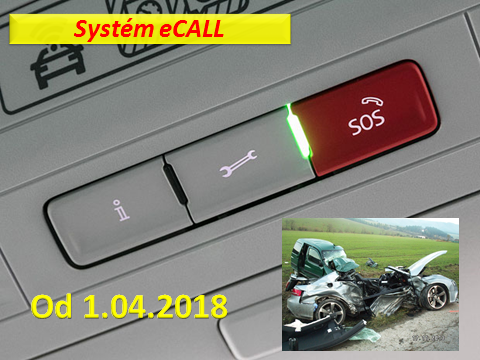 Systém eCALL
SOS
i
Od 1.04.2018